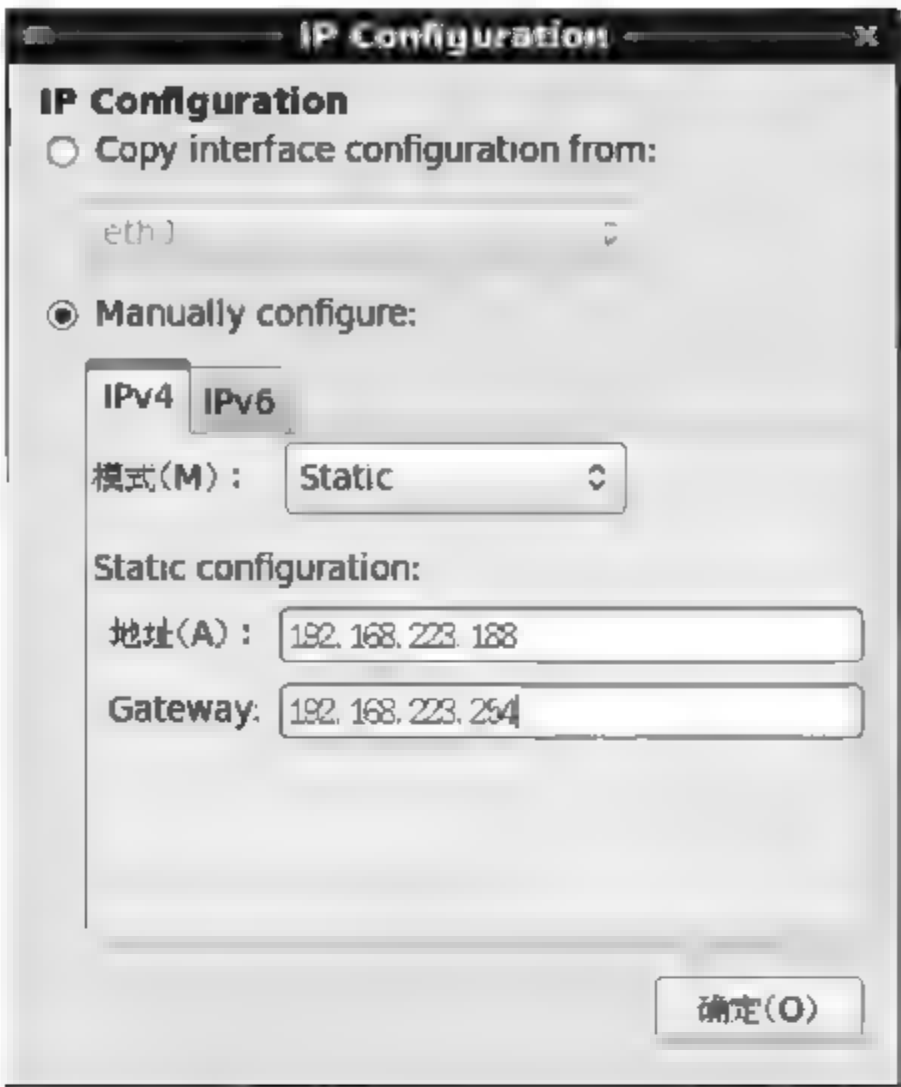 IP Configuration
IP Configuration
Copy interface configuration from:
Manually configure:
IPv4 IPv6
模式(M)： Static
Static configuration:
地址(A)： 192.168.223.188
Gateway: 192.168.223.254
确定(O)